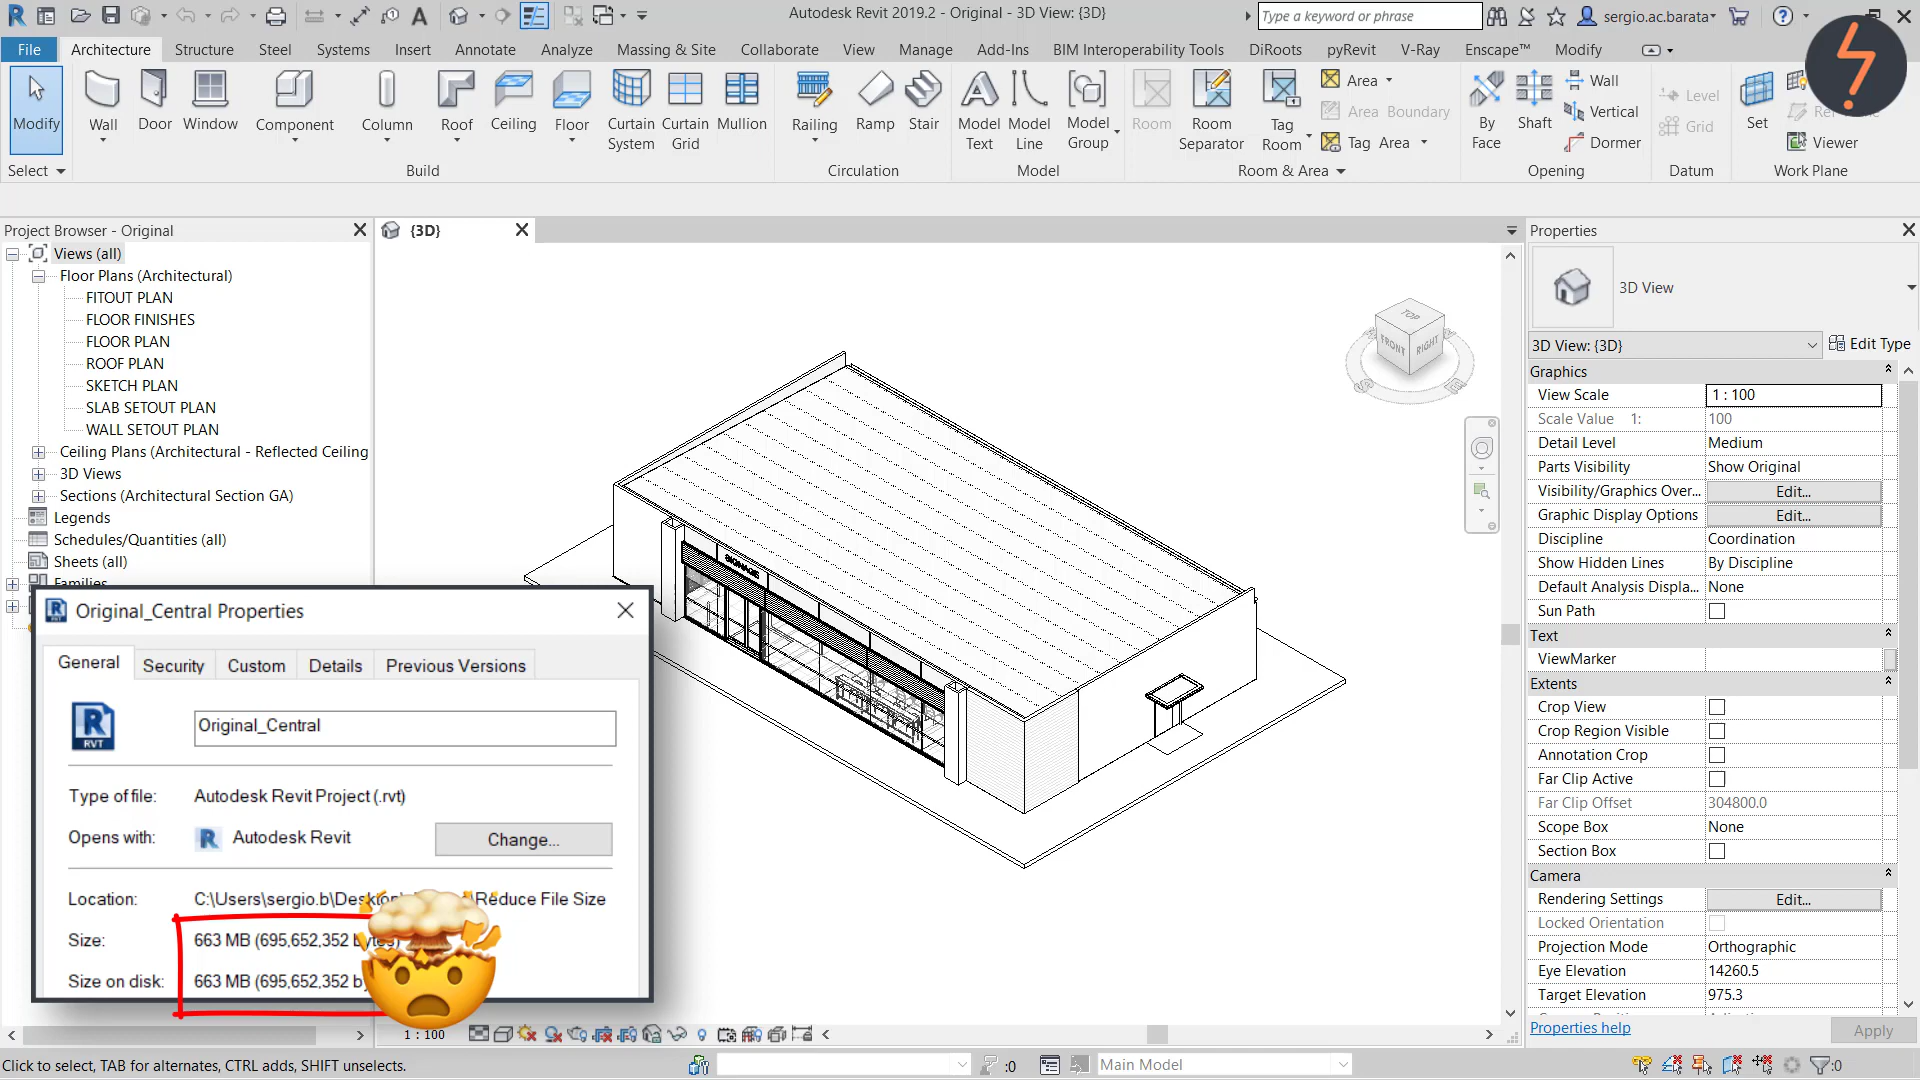 Autodesk Revit 2019.2 - Original - 3D View: {3D}
Type a keyword or phrase
sergio.ac.barata
File Architecture Structure Steel Systems Insert Annotate Analyze Massing & Site Collaborate View Manage Add-Ins BIM Interoperability Tools DiRoots pyRevit V-Ray Enscape™ Modify
Modify
Wall
Door
Window
Component
Column
Roof
Ceiling
Floor
Curtain System
Curtain Grid
Mullion
Railing
Ramp
Stair
Model Text
Model Line
Model Group
Room
Room Separator
Tag Room
Area
Area Boundary
Tag Area
By Face
Shaft
Wall
Vertical
Dormer
Level
Grid
Set
Viewer
Select
Build
Circulation
Model
Room & Area
Opening
Datum
Work Plane
Project Browser - Original
Views (all)
Floor Plans (Architectural)
FITOUT PLAN
FLOOR FINISHES
FLOOR PLAN
ROOF PLAN
SKETCH PLAN
SLAB SETOUT PLAN
WALL SETOUT PLAN
Ceiling Plans (Architectural - Reflected Ceiling
3D Views
Sections (Architectural Section GA)
Legends
Schedules/Quantities (all)
Sheets (all)
Families
{3D}
SIGNAGE
TOP
FRONT
RIGHT
Original_Central Properties
General Security Custom Details Previous Versions
RVT
Original_Central
Type of file: Autodesk Revit Project (.rvt)
Opens with: Autodesk Revit Change...
Location: C:\Users\sergio.b\Desktop Reduce File Size
Size: 663 MB (695,652,352 bytes)
Size on disk: 663 MB (695,652,352 by
Properties
3D View
3D View: {3D} Edit Type
Graphics
View Scale 1 : 100
Scale Value 1: 100
Detail Level Medium
Parts Visibility Show Original
Visibility/Graphics Over... Edit...
Graphic Display Options Edit...
Discipline Coordination
Show Hidden Lines By Discipline
Default Analysis Displa... None
Sun Path
Text
ViewMarker
Extents
Crop View
Crop Region Visible
Annotation Crop
Far Clip Active
Far Clip Offset 304800.0
Scope Box None
Section Box
Camera
Rendering Settings Edit...
Locked Orientation
Projection Mode Orthographic
Eye Elevation 14260.5
Target Elevation 975.3
Properties help Apply
1 : 100
Click to select, TAB for alternates, CTRL adds, SHIFT unselects.
:0
Main Model
:0